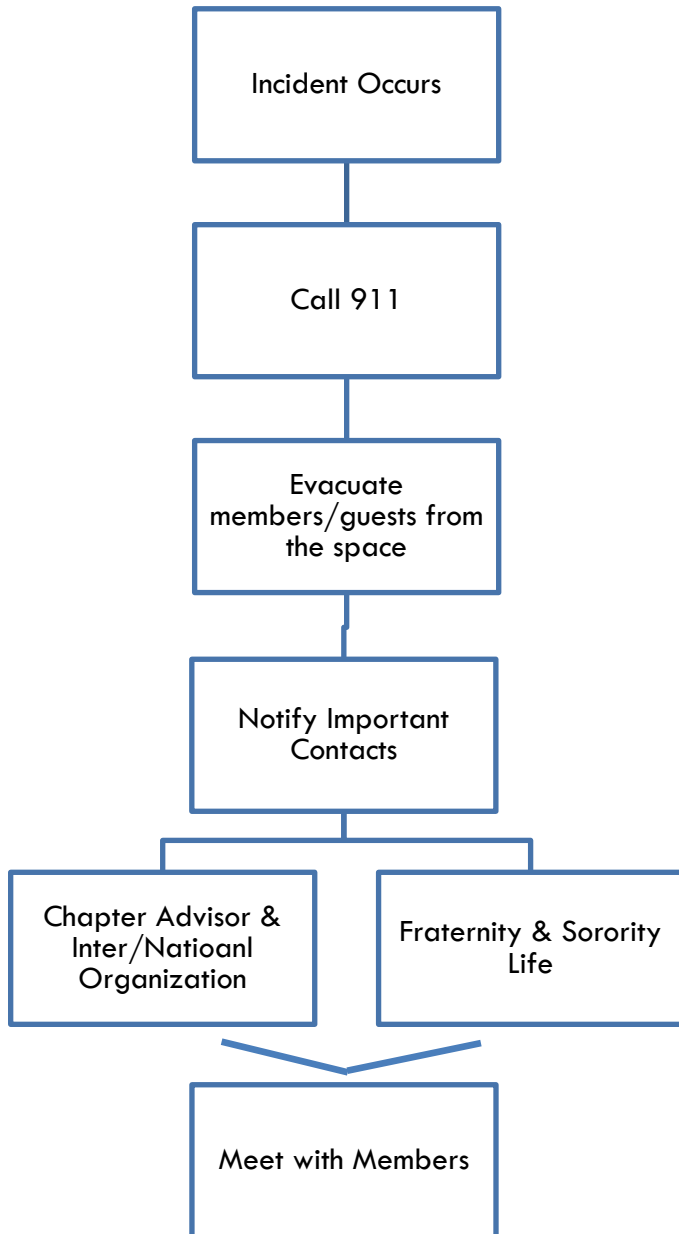 Incident Occurs
Call 911
Evacuate
members/guests from
the space
Notify Important
Contacts
Chapter Advisor &
Inter/Natioanl
Organization
Fraternity & Sorority
Life
Meet with Members